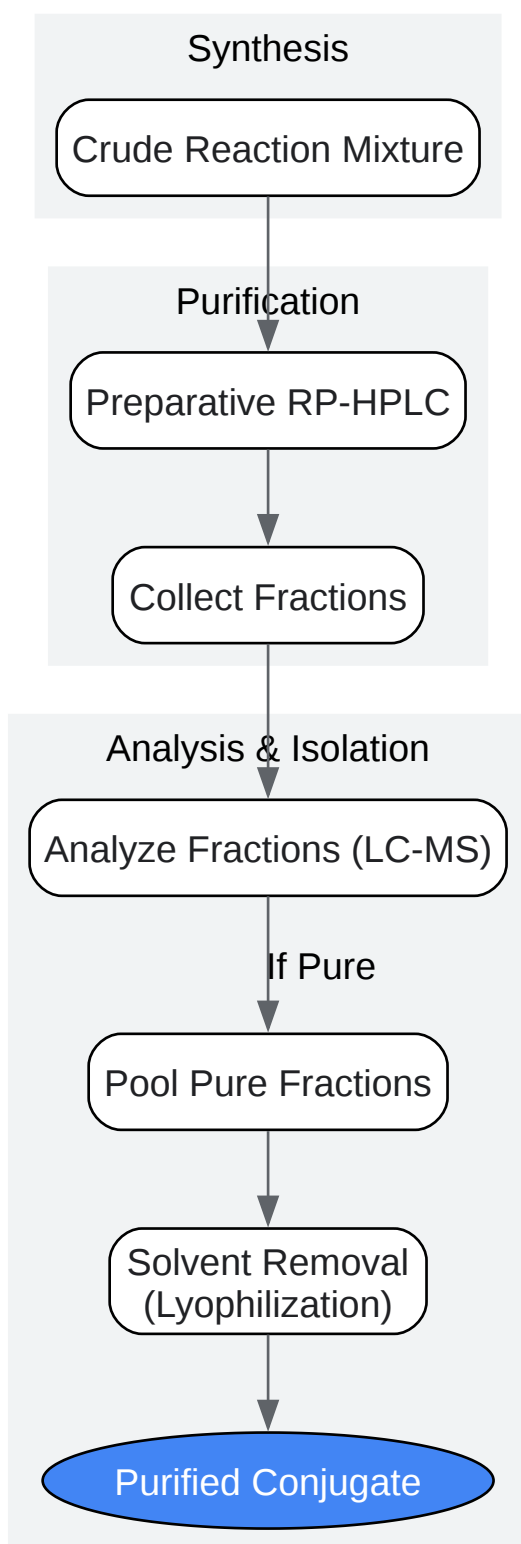 Synthesis
Crude Reaction Mixture
Purification
Preparative RP-HPLC
Collect Fractions
Analysis & Isolation
Analyze Fractions (LC-MS)
If Pure
Pool Pure Fractions
Solvent Removal
(Lyophilization)
Purified Conjugate